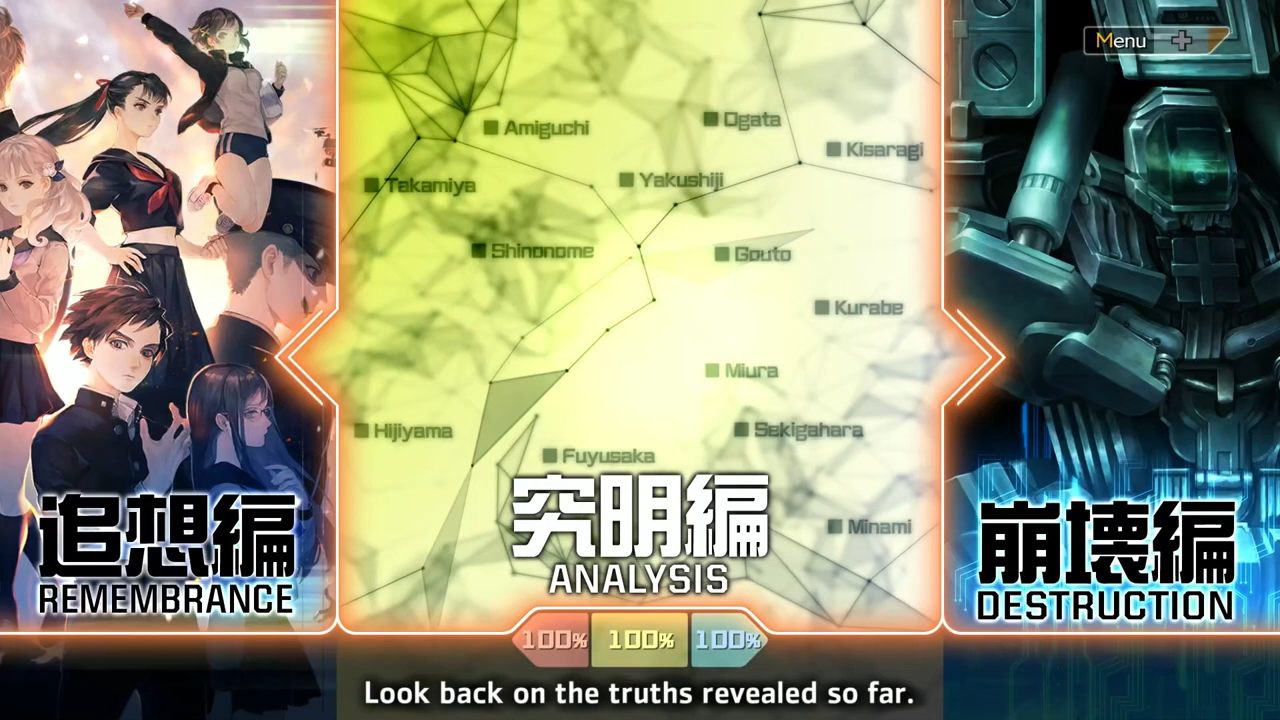 Menu
Amiguchi
Ogata
Kisaragi
Takamiya
Yakushiji
Shinonome
Gouto
Kurabe
Miura
Hijiyama
Sekigahara
Fuyusaka
Minami
追想編
REMEMBRANCE
究明編
ANALYSIS
崩壊編
DESTRUCTION
100% 100% 100%
Look back on the truths revealed so far.